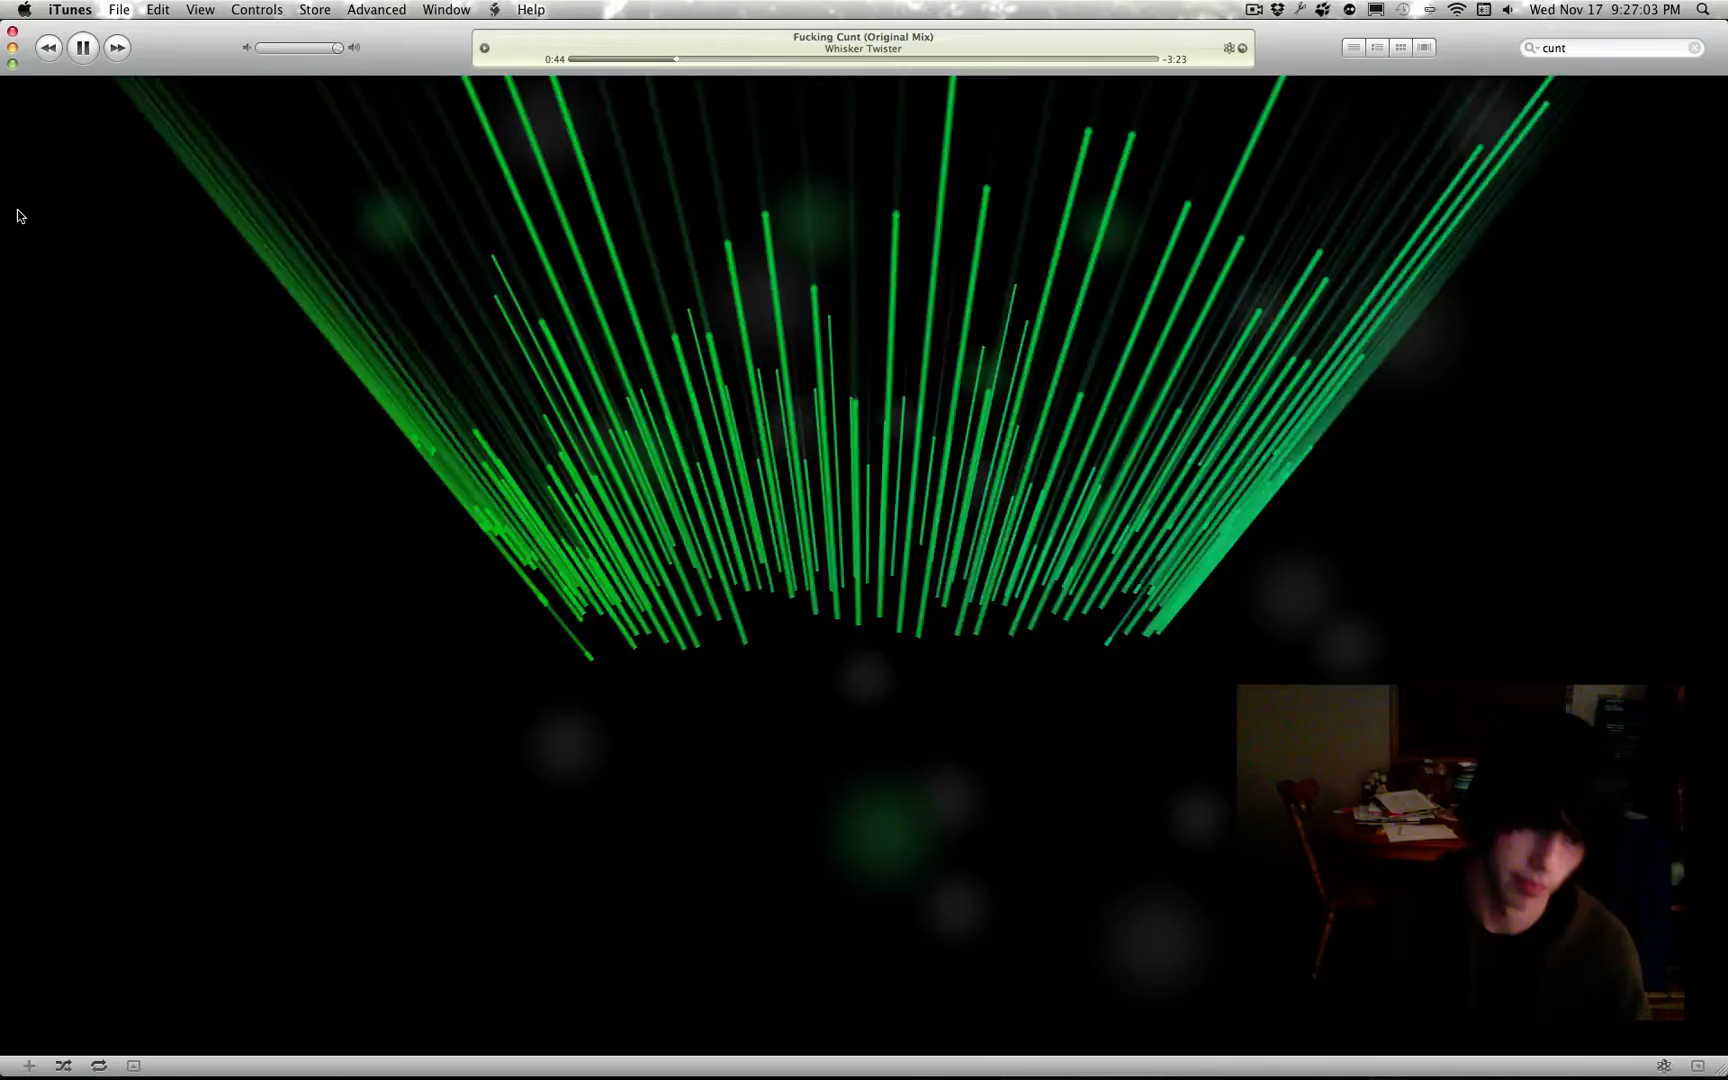 iTunes File Edit View Controls Store Advanced Window Help Wed Nov 17 9:27:03 PM
Fucking Cunt (Original Mix)
Whisker Twister
0:44 -3:23
cunt